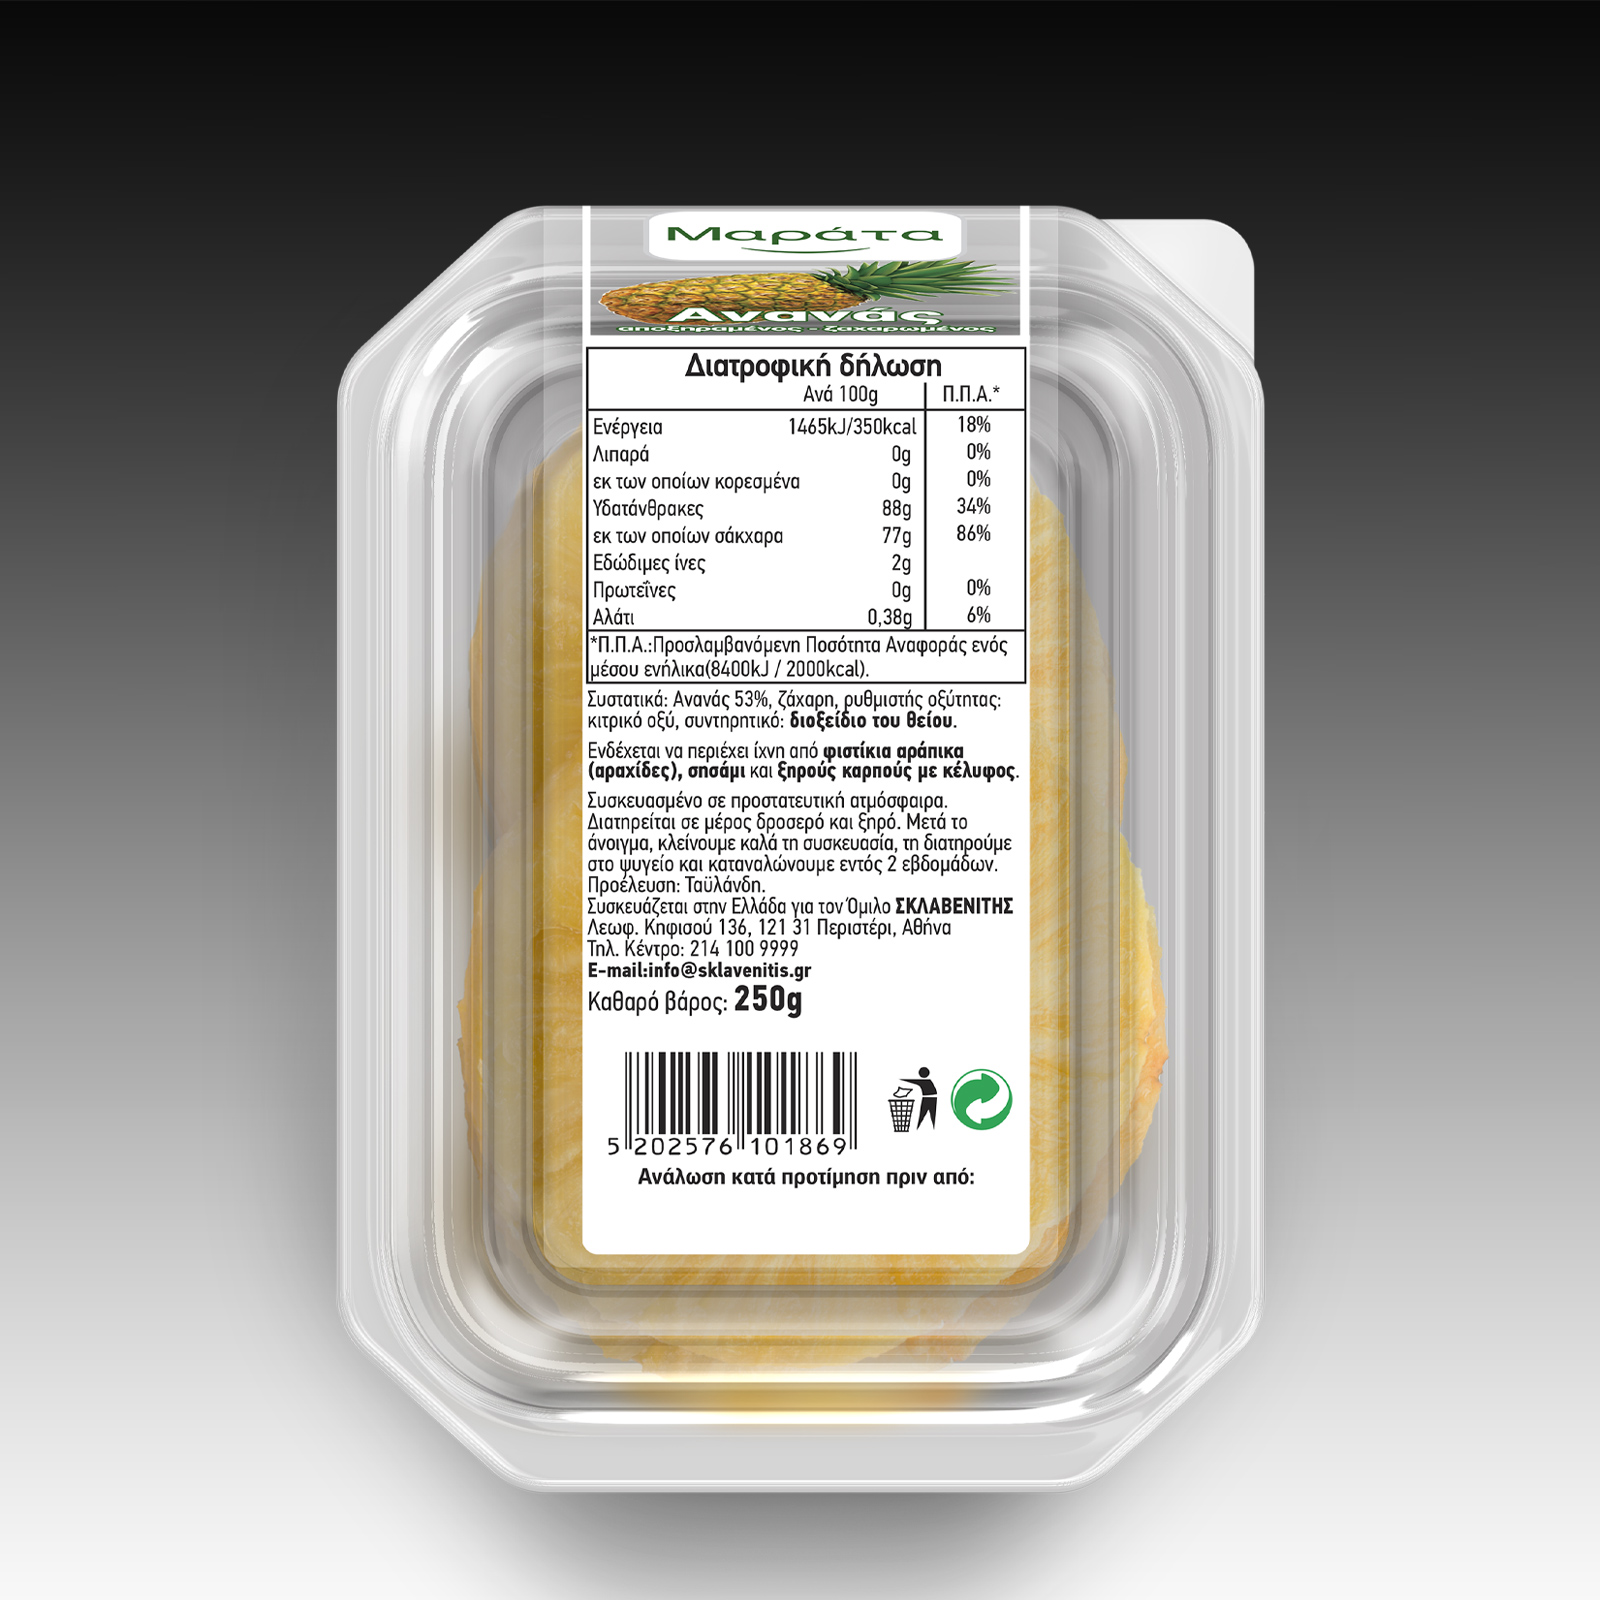 Μαράτα
Ανανάς
αποξηραμένος - ζαχαρωμένος
Διατροφική δήλωση
Ανά 100g Π.Π.Α.*
Ενέργεια 1465kJ/350kcal 18%
Λιπαρά 0g 0%
εκ των οποίων κορεσμένα 0g 0%
Υδατάνθρακες 88g 34%
εκ των οποίων σάκχαρα 77g 86%
Εδώδιμες ίνες 2g
Πρωτεΐνες 0g 0%
Αλάτι 0,38g 6%
*Π.Π.Α.:Προσλαμβανόμενη Ποσότητα Αναφοράς ενός
μέσου ενήλικα(8400kJ / 2000kcal).
Συστατικά: Ανανάς 53%, ζάχαρη, ρυθμιστής οξύτητας:
κιτρικό οξύ, συντηρητικό: διοξείδιο του θείου.
Ενδέχεται να περιέχει ίχνη από φιστίκια αράπικα
(αραχίδες), σησάμι και ξηρούς καρπούς με κέλυφος.
Συσκευασμένο σε προστατευτική ατμόσφαιρα.
Διατηρείται σε μέρος δροσερό και ξηρό. Μετά το
άνοιγμα, κλείνουμε καλά τη συσκευασία, τη διατηρούμε
στο ψυγείο και καταναλώνουμε εντός 2 εβδομάδων.
Προέλευση: Ταϋλάνδη.
Συσκευάζεται στην Ελλάδα για τον Όμιλο ΣΚΛΑΒΕΝΙΤΗΣ
Λεωφ. Κηφισού 136, 121 31 Περιστέρι, Αθήνα
Τηλ. Κέντρο: 214 100 9999
E-mail:info@sklavenitis.gr
Καθαρό βάρος: 250g
5 202576 101869
Ανάλωση κατά προτίμηση πριν από: